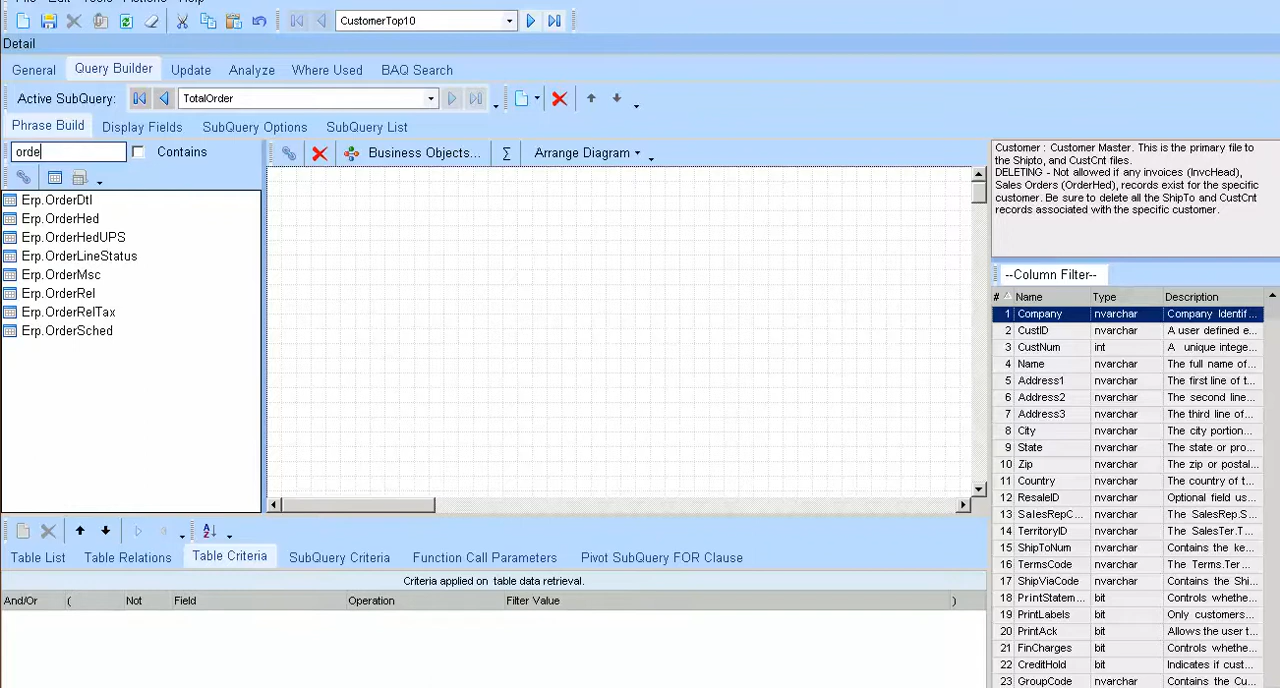 CustomerTop10
Detail
General Query Builder Update Analyze Where Used BAQ Search
Active SubQuery: TotalOrder
Phrase Build Display Fields SubQuery Options SubQuery List
orde Contains Business Objects... Σ Arrange Diagram
Erp.OrderDtl
Erp.OrderHed
Erp.OrderHedUPS
Erp.OrderLineStatus
Erp.OrderMsc
Erp.OrderRel
Erp.OrderRelTax
Erp.OrderSched
Customer : Customer Master. This is the primary file to
the Shipto, and CustCnt files.
DELETING - Not allowed if any invoices (InvcHead),
Sales Orders (OrderHed), records exist for the specific
customer. Be sure to delete all the ShipTo and CustCnt
records associated with the specific customer.
--Column Filter--
# Name Type Description
1 Company nvarchar Company Identif...
2 CustID nvarchar A user defined e...
3 CustNum int A unique intege...
4 Name nvarchar The full name of...
5 Address1 nvarchar The first line of t...
6 Address2 nvarchar The second line...
7 Address3 nvarchar The third line of...
8 City nvarchar The city portion...
9 State nvarchar The state or pro...
10 Zip nvarchar The zip or postal...
11 Country nvarchar The country of t...
12 ResaleID nvarchar Optional field us...
13 SalesRepC... nvarchar The SalesRep.S...
14 TerritoryID nvarchar The SalesTer.T...
15 ShipToNum nvarchar Contains the ke...
16 TermsCode nvarchar The Terms.Ter ...
17 ShipViaCode nvarchar Contains the Shi...
18 PrintStatem... bit Controls whethe...
19 PrintLabels bit Only customers...
20 PrintAck bit Allows the user t...
21 FinCharges bit Controls whethe...
22 CreditHold bit Indicates if cust...
23 GroupCode nvarchar Contains the Cu...
Table List Table Relations Table Criteria SubQuery Criteria Function Call Parameters Pivot SubQuery FOR Clause
Criteria applied on table data retrieval.
And/Or ( Not Field Operation Filter Value )